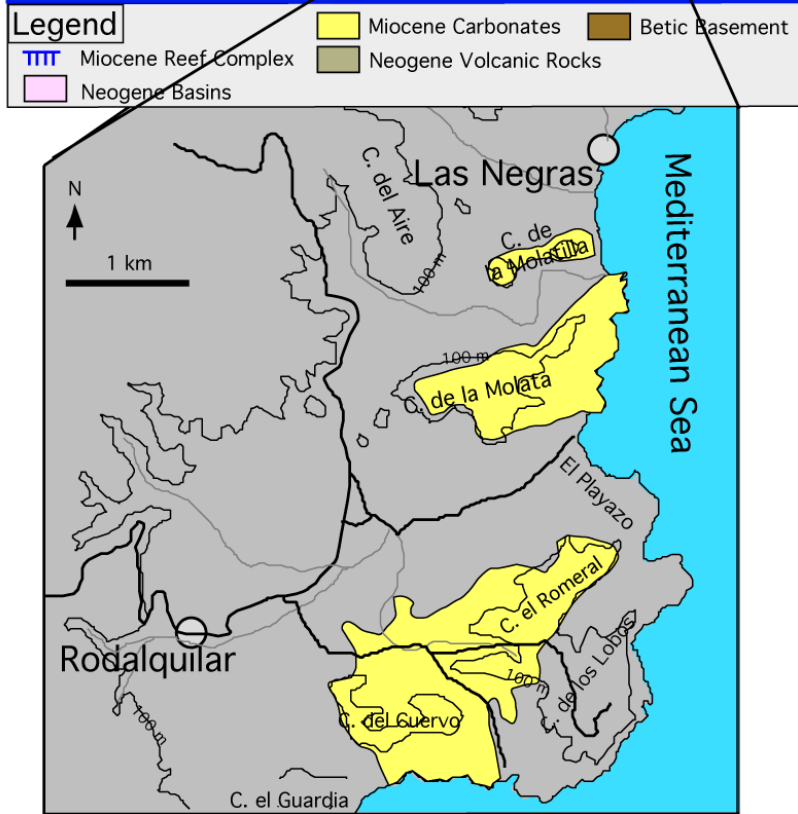 Legend
Miocene Carbonates
Betic Basement
Miocene Reef Complex
Neogene Volcanic Rocks
Neogene Basins
Las Negras
Mediterranean Sea
C. del Aire
N
C. de
la Molatilla
1 km
100 m
100 m
C. de la Molata
El Playazo
C. el Romeral
Rodalquilar
C. de los Lobos
100 m
100 m
C. del Cuervo
C. el Guardia